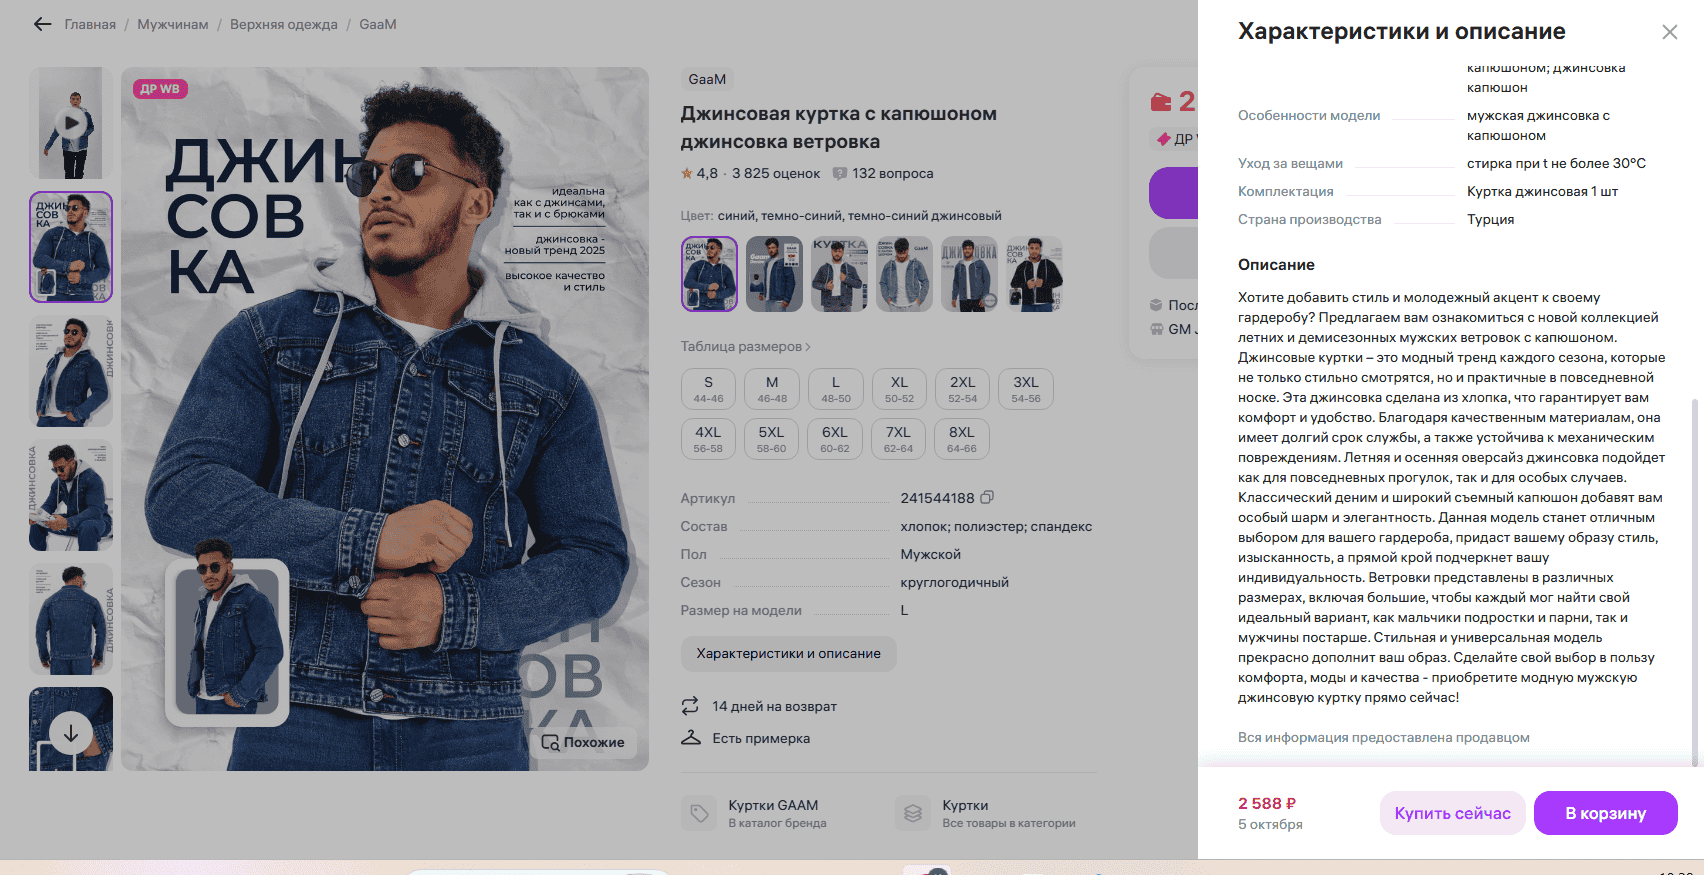 Главная / Мужчинам / Верхняя одежда / GaaM
ДР WB
ДЖИН
СОВ
КА
идеальна
как с джинсами,
так и с брюками
джинсовка -
новый тренд 2025
высокое качество
и стиль
Похожие
GaaM
Джинсовая куртка с капюшоном
джинсовка ветровка
4,8 · 3 825 оценок
132 вопроса
Цвет: синий, темно-синий, темно-синий джинсовый
Таблица размеров
S
44-46
M
46-48
L
48-50
XL
50-52
2XL
52-54
3XL
54-56
4XL
56-58
5XL
58-60
6XL
60-62
7XL
62-64
8XL
64-66
Артикул 241544188
Состав хлопок; полиэстер; спандекс
Пол Мужской
Сезон круглогодичный
Размер на модели L
Характеристики и описание
14 дней на возврат
Есть примерка
Куртки GAAM
В каталог бренда
Куртки
Все товары в категории
2
ДР
GM
Характеристики и описание
капюшоном; джинсовка
капюшон
Особенности модели мужская джинсовка с
капюшоном
Уход за вещами стирка при t не более 30°C
Комплектация Куртка джинсовая 1 шт
Страна производства Турция
Описание
Хотите добавить стиль и молодежный акцент к своему
гардеробу? Предлагаем вам ознакомиться с новой коллекцией
летних и демисезонных мужских ветровок с капюшоном.
Джинсовые куртки – это модный тренд каждого сезона, которые
не только стильно смотрятся, но и практичные в повседневной
носке. Эта джинсовка сделана из хлопка, что гарантирует вам
комфорт и удобство. Благодаря качественным материалам, она
имеет долгий срок службы, а также устойчива к механическим
повреждениям. Летняя и осенняя оверсайз джинсовка подойдет
как для повседневных прогулок, так и для особых случаев.
Классический деним и широкий съемный капюшон добавят вам
особый шарм и элегантность. Данная модель станет отличным
выбором для вашего гардероба, придаст вашему образу стиль,
изысканность, а прямой крой подчеркнет вашу
индивидуальность. Ветровки представлены в различных
размерах, включая большие, чтобы каждый мог найти свой
идеальный вариант, как мальчики подростки и парни, так и
мужчины постарше. Стильная и универсальная модель
прекрасно дополнит ваш образ. Сделайте свой выбор в пользу
комфорта, моды и качества - приобретите модную мужскую
джинсовую куртку прямо сейчас!
Вся информация предоставлена продавцом
2 588 ₽
5 октября
Купить сейчас
В корзину